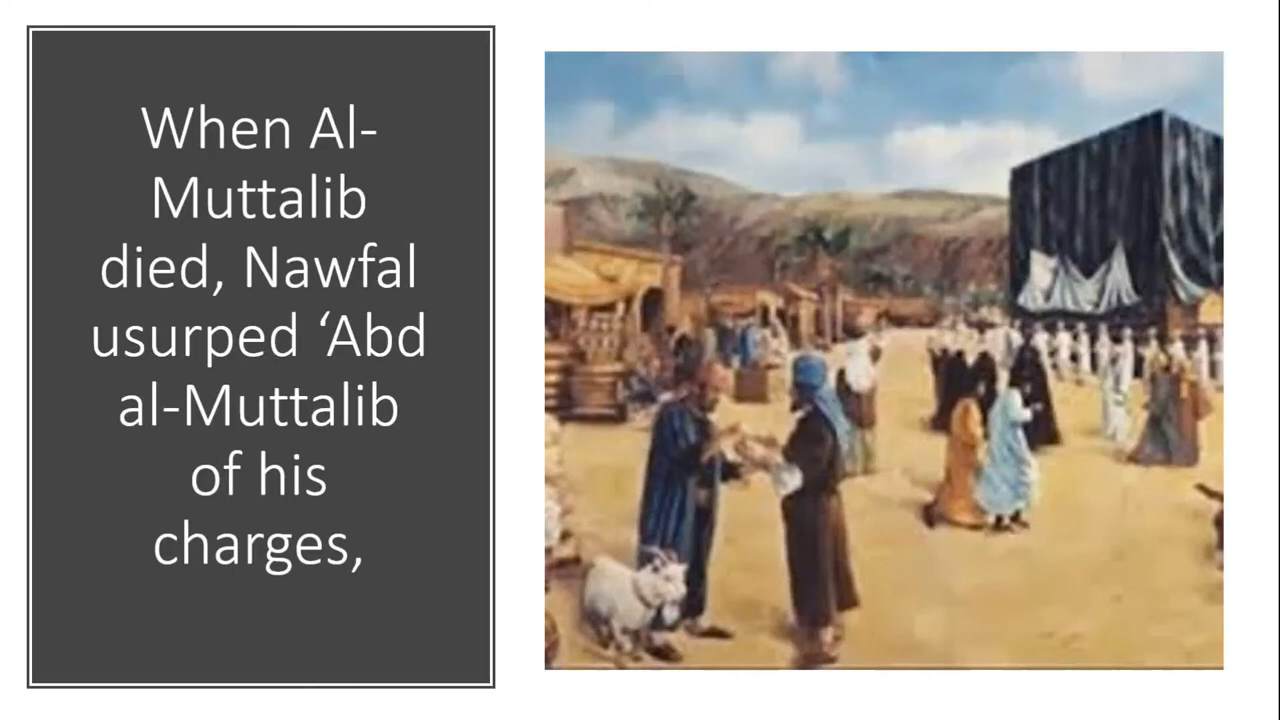 When Al-
Muttalib
died, Nawfal
usurped ‘Abd
al-Muttalib
of his
charges,